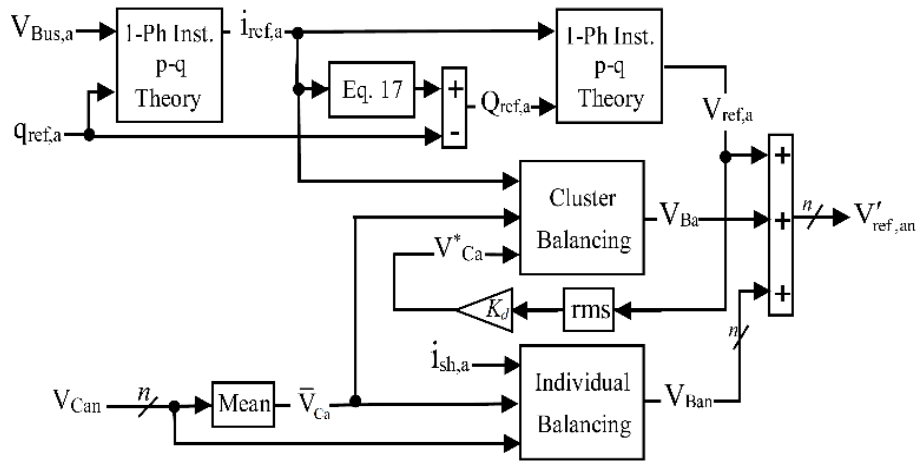 V_Bus,a
1-Ph Inst.
p-q
Theory
i_ref,a
1-Ph Inst.
p-q
Theory
Eq. 17
+
-
Q_ref,a
q_ref,a
V_ref,a
Cluster
Balancing
V_Ba
V*_Ca
K_d
rms
+
+
+
n
V′_ref,an
n
i_sh,a
Individual
Balancing
V_Ban
V_Can
n
Mean
V̄_Ca